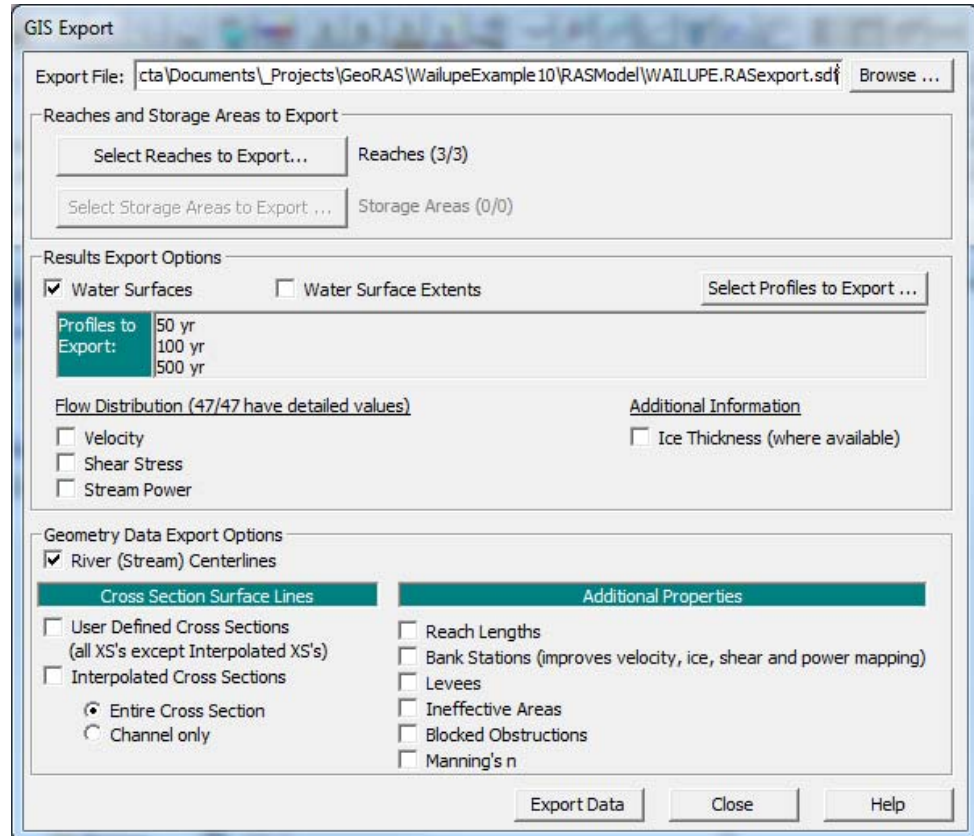 GIS Export
Export File: cta\Documents\_Projects\GeoRAS\WailupeExample10\RASModel\WAILUPE.RASexport.sdf Browse ...
Reaches and Storage Areas to Export
Select Reaches to Export... Reaches (3/3)
Select Storage Areas to Export ... Storage Areas (0/0)
Results Export Options
Water Surfaces Water Surface Extents Select Profiles to Export ...
Profiles to Export: 50 yr
100 yr
500 yr
Flow Distribution (47/47 have detailed values) Additional Information
Velocity Ice Thickness (where available)
Shear Stress
Stream Power
Geometry Data Export Options
River (Stream) Centerlines
Cross Section Surface Lines Additional Properties
User Defined Cross Sections
(all XS's except Interpolated XS's)
Interpolated Cross Sections
Entire Cross Section
Channel only
Reach Lengths
Bank Stations (improves velocity, ice, shear and power mapping)
Levees
Ineffective Areas
Blocked Obstructions
Manning's n
Export Data Close Help